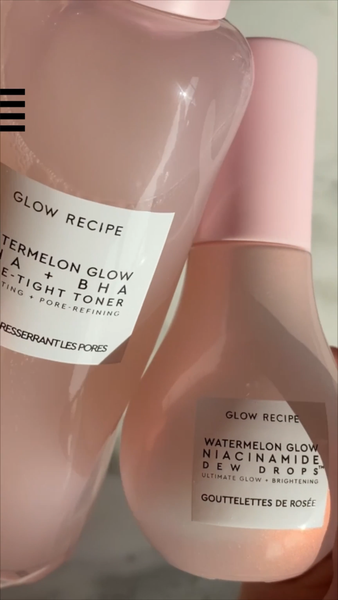 GLOW RECIPE
TERMELON GLOW
A + BHA
E-TIGHT TONER
TING + PORE-REFINING
RESSERRANT LES PORES
GLOW RECIPE
WATERMELON GLOW
NIACINAMIDE
DEW DROPS™
ULTIMATE GLOW + BRIGHTENING
GOUTTELETTES DE ROSÉE